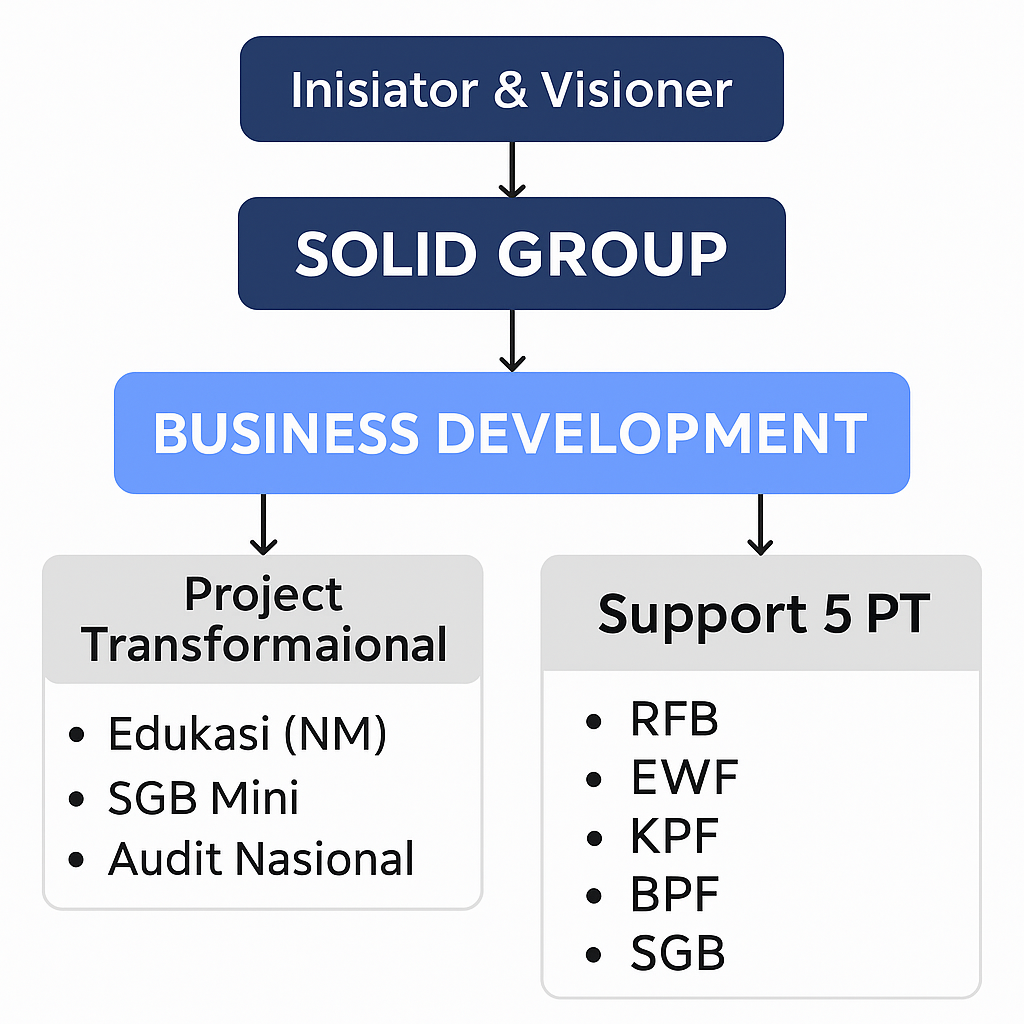 Inisiator & Visioner
SOLID GROUP
BUSINESS DEVELOPMENT
Project
Transformaional
• Edukasi (NM)
• SGB Mini
• Audit Nasional
Support 5 PT
• RFB
• EWF
• KPF
• BPF
• SGB